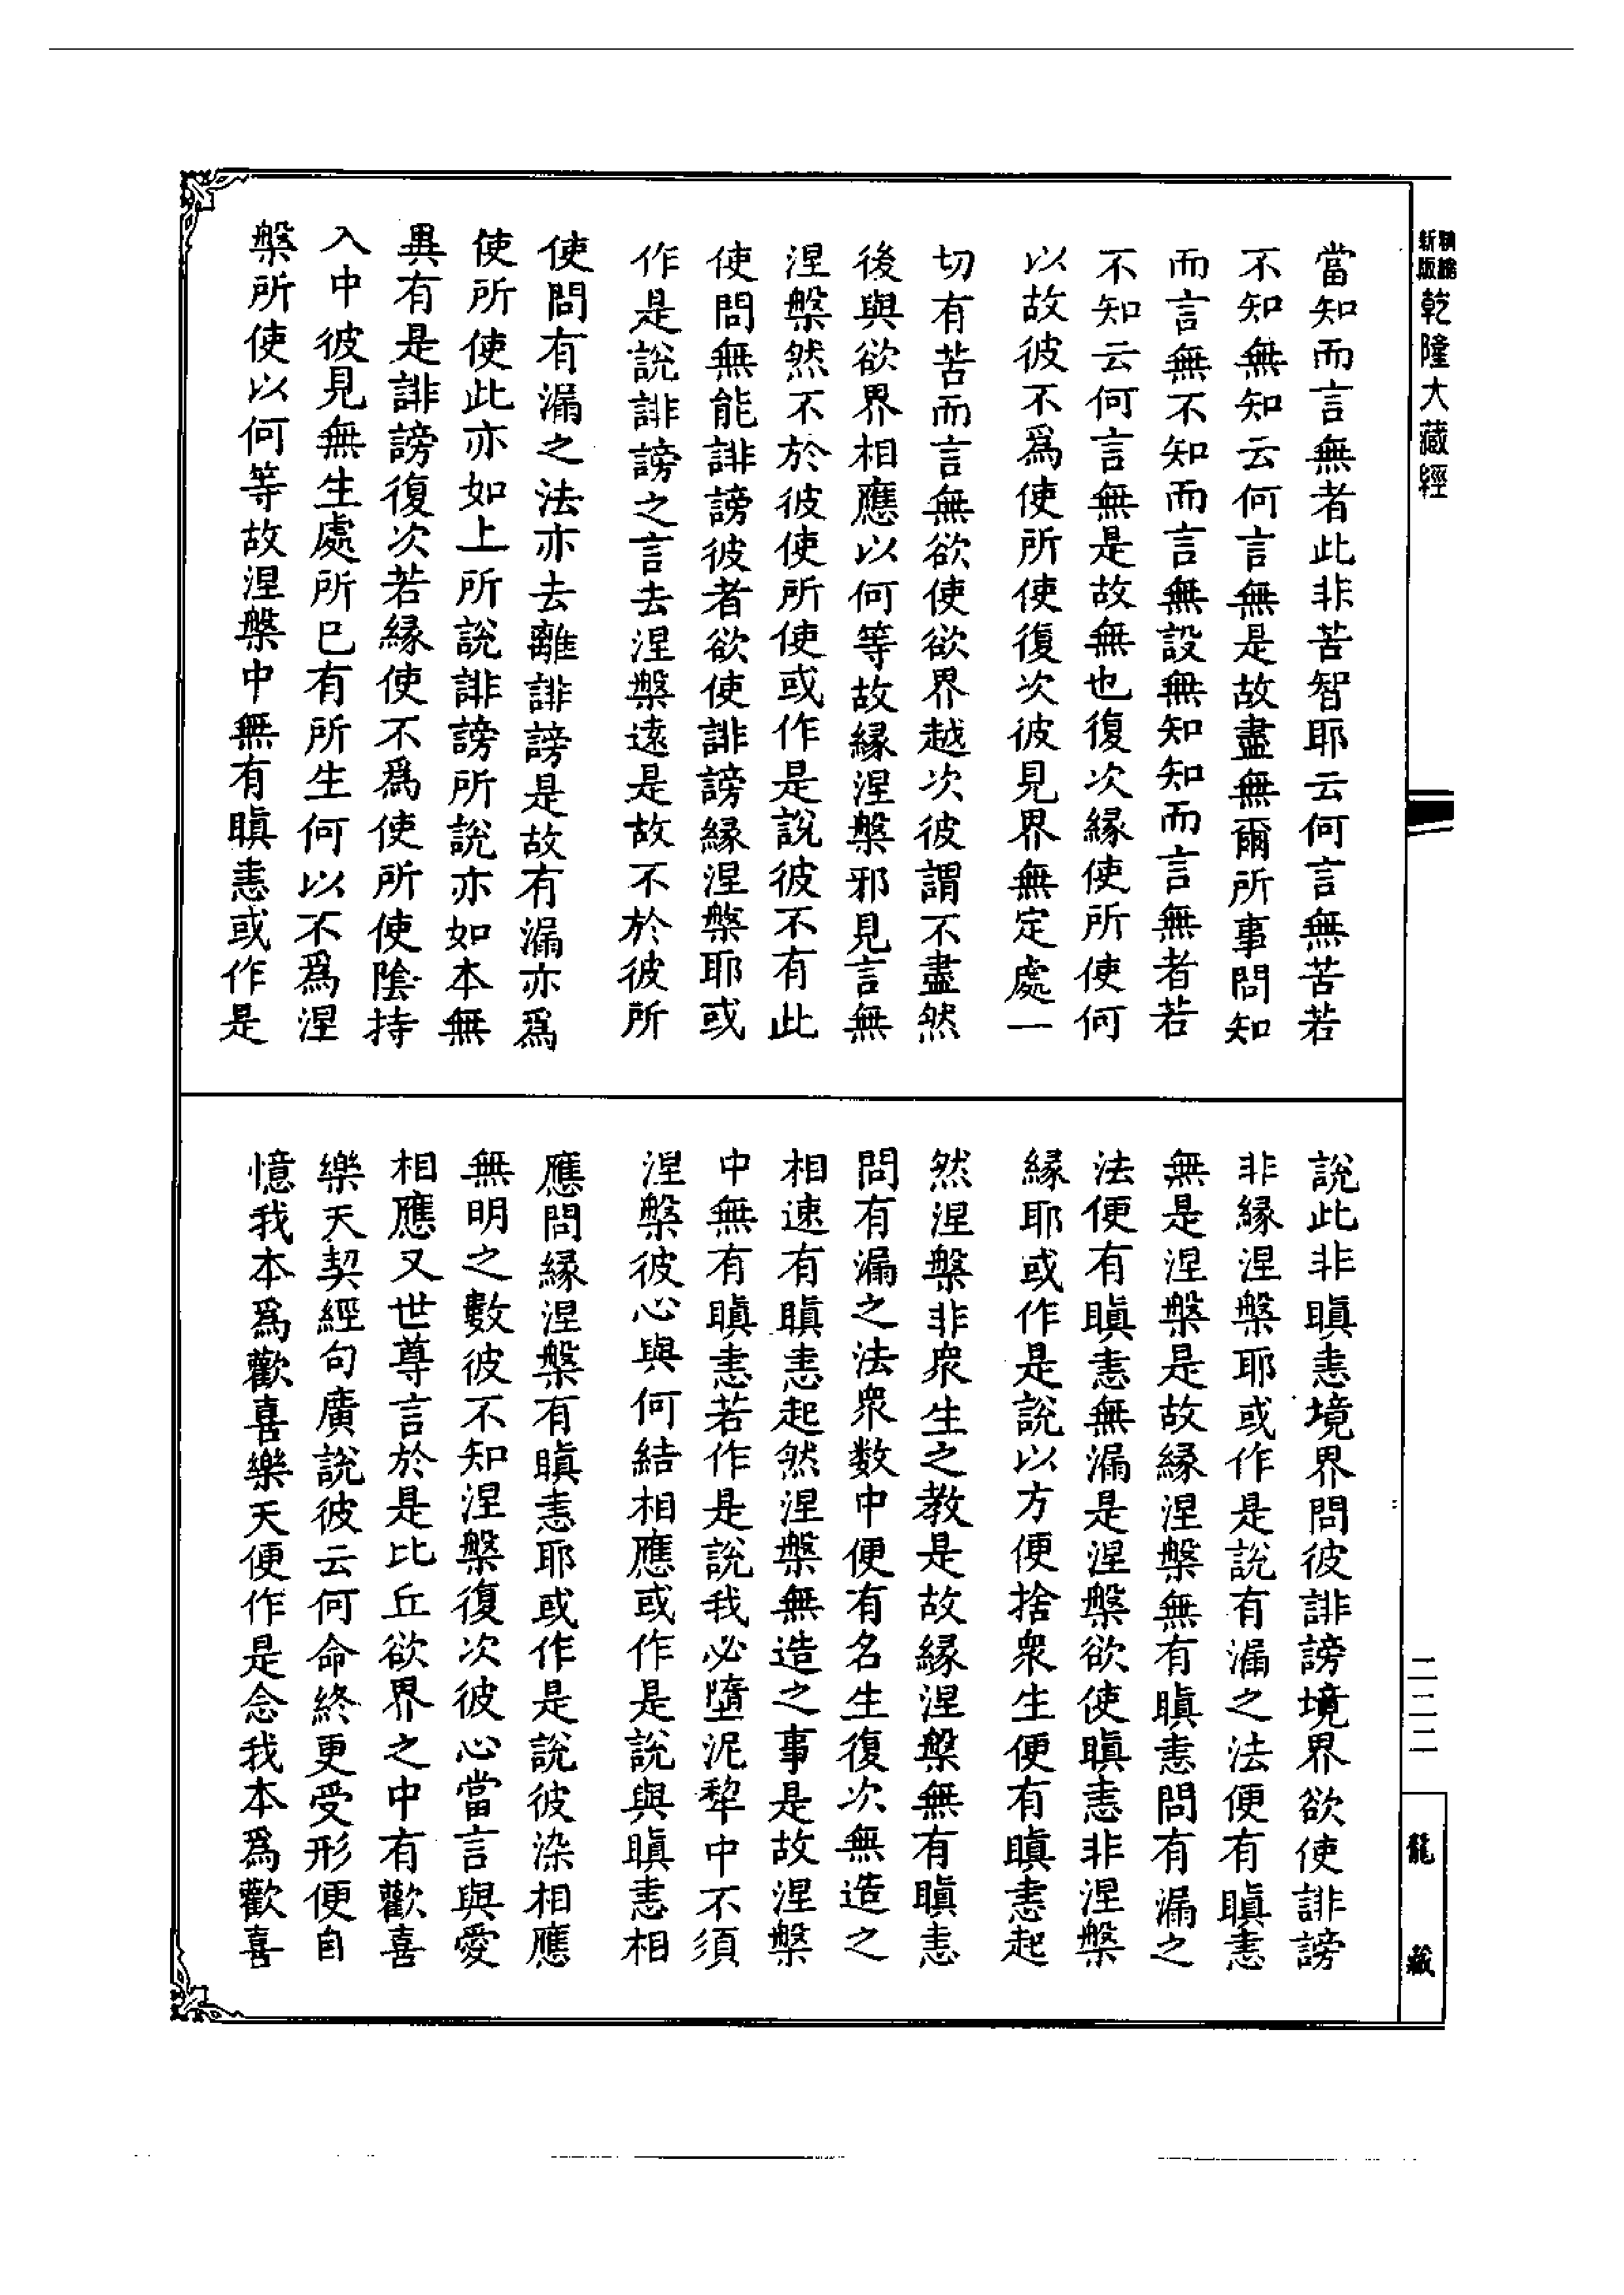 新編縮版乾隆大藏經
當知而言無者此非苦智耶云何言無苦若
不知無知云何言無是故盡無爾所事問知
而言無不知而言無設無知知而言無者若
不知云何言無是故無也復次緣使所使何
以故彼不為使所使復次彼見界無定處一
切有苦而言無欲使欲界越次彼謂不盡然
後與欲界相應以何等故緣涅槃邪見言無
涅槃然不於彼使所使或作是說彼不有此
使問無能誹謗彼者欲使誹謗緣涅槃耶或
作是說誹謗之言去涅槃遠是故不於彼所
使問有漏之法亦去離誹謗是故有漏亦為
使所使此亦如上所說誹謗所說亦如本無
異有是誹謗復次若緣使不為使所使陰持
入中彼見無生處所已有所生何以不為涅
槃所使以何等故涅槃中無有瞋恚或作是
說此非瞋恚境界問彼誹謗境界欲使誹謗
非緣涅槃耶或作是說有漏之法便有瞋恚
無是涅槃是故緣涅槃無有瞋恚問有漏之
法便有瞋恚無漏是涅槃欲使瞋恚非涅槃
緣耶或作是說以方便捨眾生便有瞋恚起
然涅槃非眾生之教是故緣涅槃無有瞋恚
問有漏之法眾数中便有名生復次無造之
相速有瞋恚起然涅槃無造之事是故涅槃
中無有瞋恚若作是說我必墮泥犂中不須
涅槃彼心與何結相應或作是說與瞋恚相
應問緣涅槃有瞋恚耶或作是說彼染相應
無明之數彼不知涅槃復次彼心當言與愛
相應又世尊言於是比丘欲界之中有歡喜
樂天契經句廣說彼云何命終更受形便自
憶我本為歡喜樂天便作是念我本為歡喜
二二二
龍藏